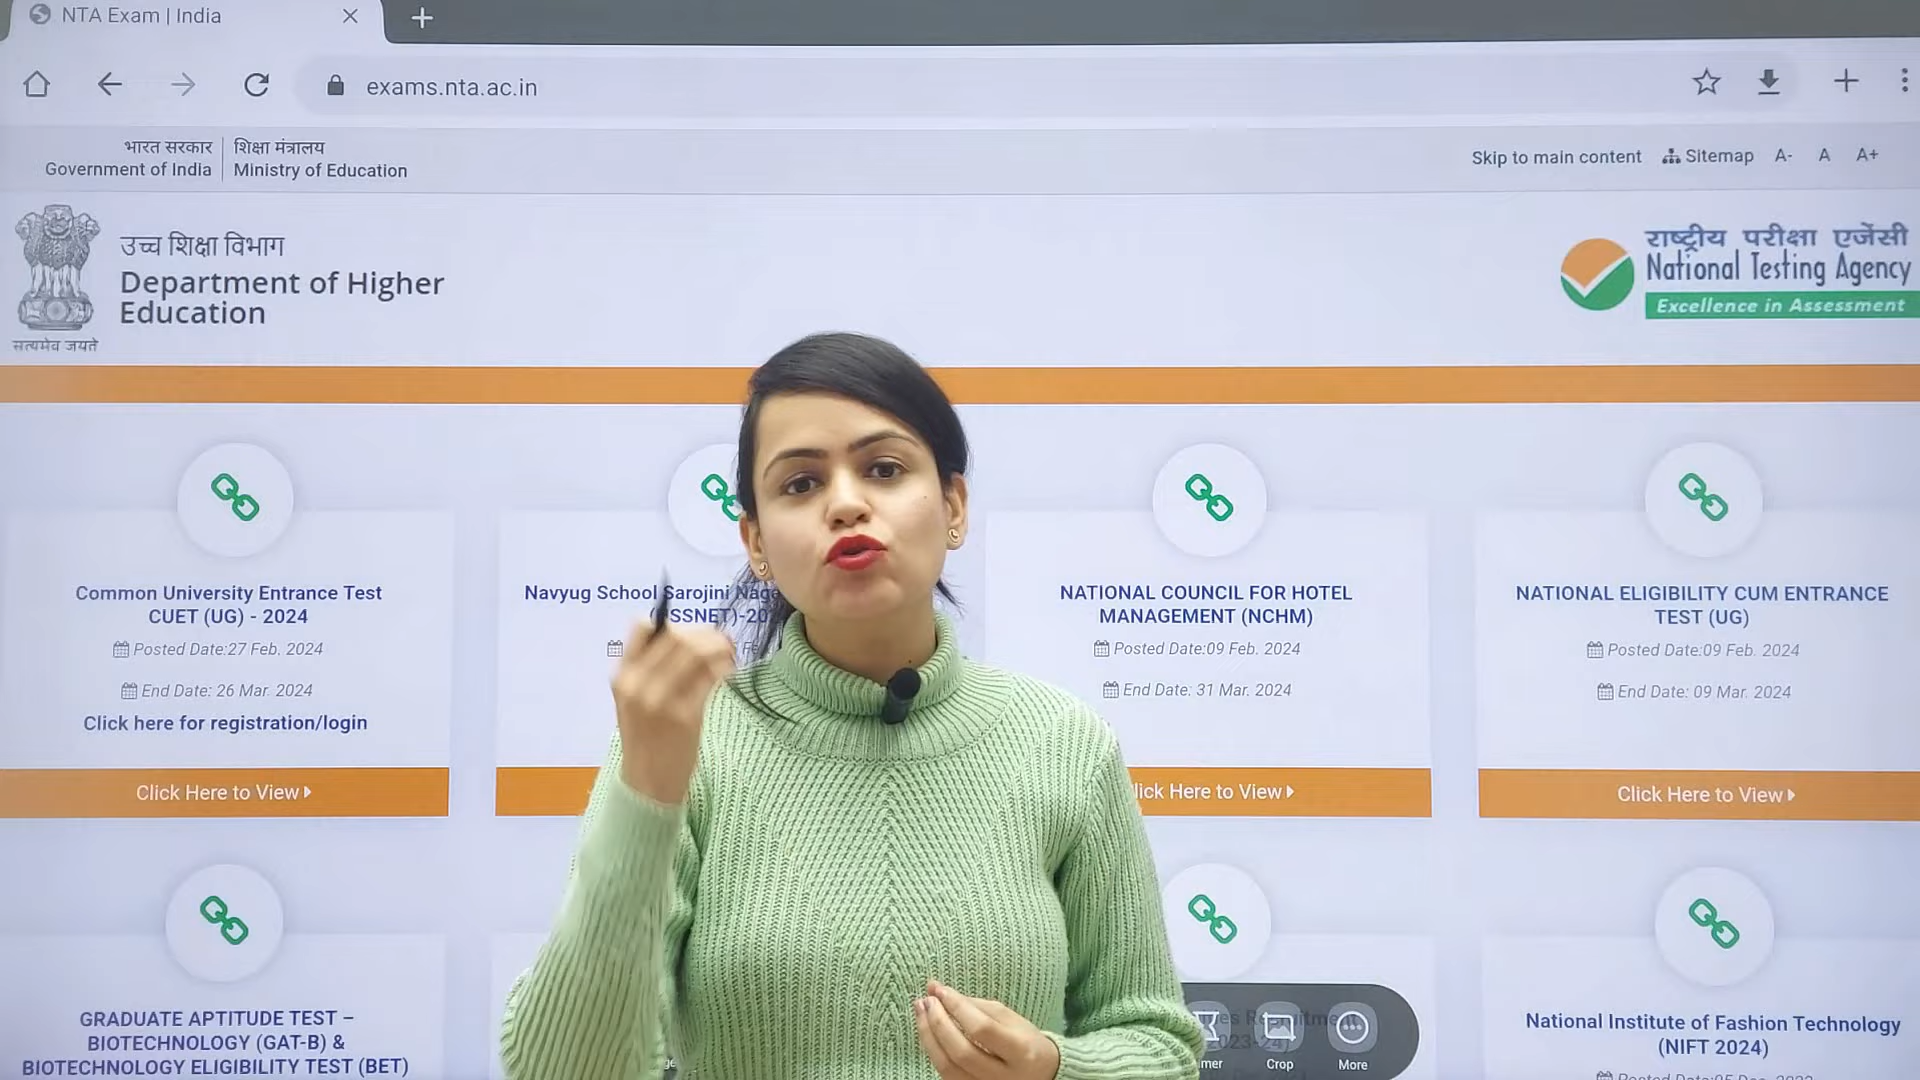 NTA Exam | India
exams.nta.ac.in
भारत सरकार
Government of India
शिक्षा मंत्रालय
Ministry of Education
Skip to main content
Sitemap
A-
A
A+
सत्यमेव जयते
उच्च शिक्षा विभाग
Department of Higher
Education
राष्ट्रीय परीक्षा एजेंसी
National Testing Agency
Excellence in Assessment
Common University Entrance Test
CUET (UG) - 2024
Posted Date:27 Feb. 2024
End Date: 26 Mar. 2024
Click here for registration/login
Click Here to View
Navyug School Sarojini
NATIONAL COUNCIL FOR HOTEL
MANAGEMENT (NCHM)
Posted Date:09 Feb. 2024
End Date: 31 Mar. 2024
Here to View
NATIONAL ELIGIBILITY CUM ENTRANCE
TEST (UG)
Posted Date:09 Feb. 2024
End Date: 09 Mar. 2024
Click Here to View
GRADUATE APTITUDE TEST –
BIOTECHNOLOGY (GAT-B) &
BIOTECHNOLOGY ELIGIBILITY TEST (BET)
Crop
More
National Institute of Fashion Technology
(NIFT 2024)